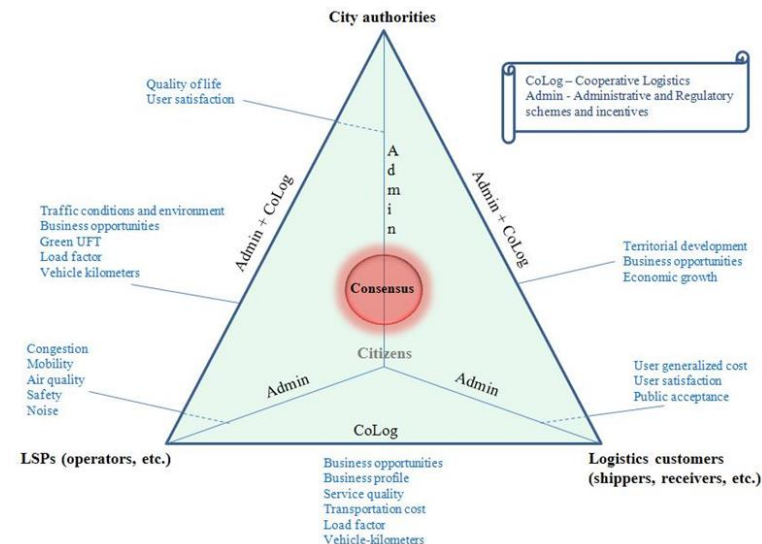 City authorities
Quality of life
User satisfaction
CoLog – Cooperative Logistics
Admin - Administrative and Regulatory
schemes and incentives
Admin
Admin + CoLog
Admin + CoLog
Traffic conditions and environment
Business opportunities
Green UFT
Load factor
Vehicle kilometers
Territorial development
Business opportunities
Economic growth
Consensus
Citizens
Congestion
Mobility
Air quality
Safety
Noise
Admin
Admin
User generalized cost
User satisfaction
Public acceptance
CoLog
LSPs (operators, etc.)
Logistics customers
(shippers, receivers, etc.)
Business opportunities
Business profile
Service quality
Transportation cost
Load factor
Vehicle-kilometers